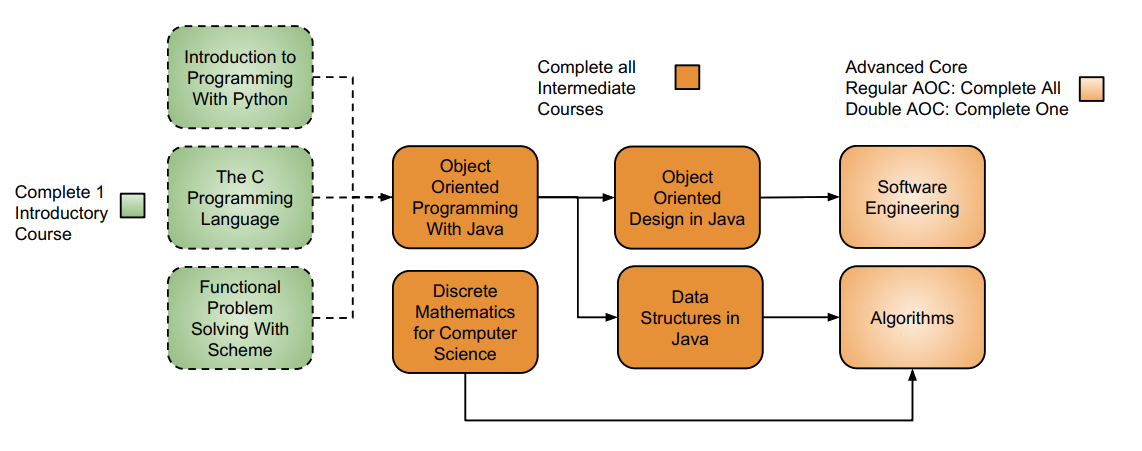 Introduction to
Programming
With Python
Complete all
Intermediate
Courses
Advanced Core
Regular AOC: Complete All
Double AOC: Complete One
Complete 1
Introductory
Course
The C
Programming
Language
Object
Oriented
Programming
With Java
Object
Oriented
Design in Java
Software
Engineering
Functional
Problem
Solving With
Scheme
Discrete
Mathematics
for Computer
Science
Data
Structures in
Java
Algorithms